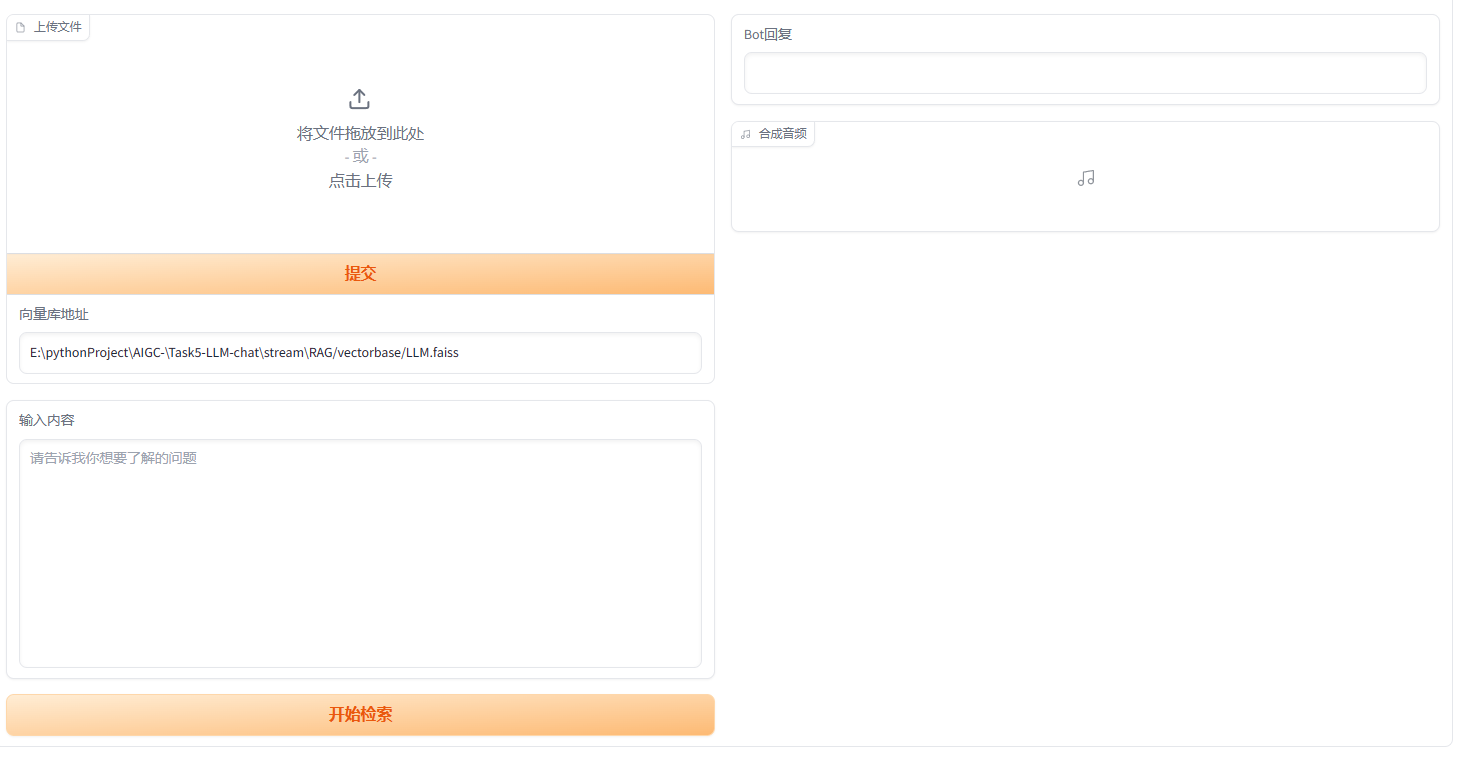 上传文件
将文件拖放到此处
- 或 -
点击上传
提交
向量库地址
E:\pythonProject\AIGC-\Task5-LLM-chat\stream\RAG/vectorbase/LLM.faiss
输入内容
请告诉我你想要了解的问题
开始检索
Bot回复
合成音频